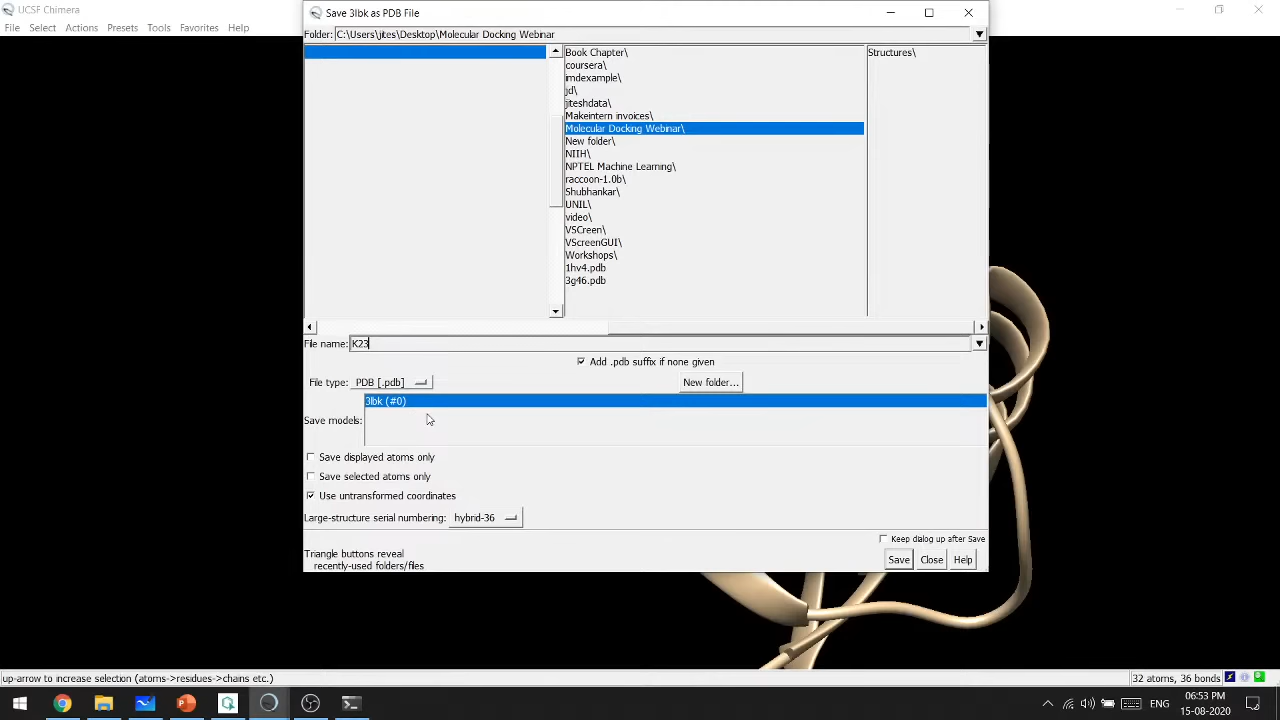 UCSF Chimera
File Select Actions Presets Tools Favorites Help
Save 3lbk as PDB File
Folder: C:\Users\jites\Desktop\Molecular Docking Webinar
Book Chapter\
coursera\
imdexample\
jd\
jiteshdata\
Makeintern invoices\
Molecular Docking Webinar\
New folder\
NIIH\
NPTEL Machine Learning\
raccoon-1.0b\
Shubhankar\
UNIL\
video\
VSCreen\
VScreenGUI\
Workshops\
1hv4.pdb
3g46.pdb
Structures\
File name: K23
Add .pdb suffix if none given
File type: PDB [.pdb]
New folder...
3lbk (#0)
Save models:
Save displayed atoms only
Save selected atoms only
Use untransformed coordinates
Large-structure serial numbering: hybrid-36
Keep dialog up after Save
Triangle buttons reveal
recently-used folders/files
Save Close Help
up-arrow to increase selection (atoms->residues->chains etc.)
32 atoms, 36 bonds
ENG
06:53 PM
15-08-2020